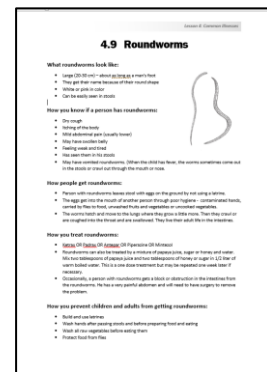 Lesson 4: Common Illnesses
4.9 Roundworms
What roundworms look like:
• Large (20-30 cm) – about as long as a man's foot
• They get their name because of their round shape
• White or pink in color
• Can be easily seen in stools
How you know if a person has roundworms:
• Dry cough
• Itching of the body
• Mild abdominal pain (usually lower)
• May have swollen belly
• Feeling weak and tired
• Has seen them in his stools
• May have vomited roundworms. (When the child has fever, the worms sometimes come out
in the stools or crawl out through the mouth or nose.
How people get roundworms:
• Person with roundworms leaves stool with eggs on the ground by not using a latrine.
• The eggs get into the mouth of another person through poor hygiene - contaminated hands,
carried by flies to food, unwashed fruits and vegetables or uncooked vegetables.
• The worms hatch and move to the lungs where they grow a little more. Then they crawl or
are coughed into the throat and are swallowed. They live their adult life in the intestines.
How you treat roundworms:
• OR OR OR Piperazine OR Mintezol
• Roundworms can also be treated by a mixture of papaya juice, sugar or honey and water.
Mix two tablespoons of papaya juice and two tablespoons of honey or sugar in 1/3 liter of
warm boiled water. This is a one dose treatment but may be repeated one week later if
necessary.
• Occasionally, a person with roundworms gets a block or obstruction in the intestines from
the roundworms. He has a very painful abdomen and will need to have surgery to remove
the problem.
How you prevent children and adults from getting roundworms:
• Build and use latrines
• Wash hands after passing stools and before preparing food and eating
• Wash all raw vegetables before eating them
• Protect food from flies